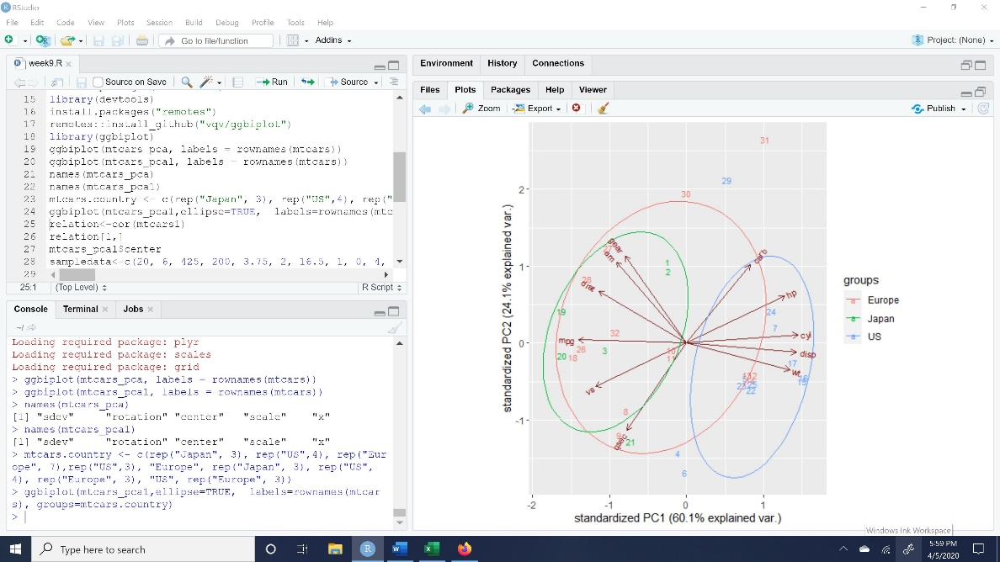 RStudio
File Edit Code View Plots Session Build Debug Profile Tools Help
Go to file/function Addins Project: (None)
week9.R
Source on Save Run Source
15 library(devtools)
16 install.packages("remotes")
17 remotes::install_github("vqv/ggbiplot")
18 library(ggbiplot)
19 ggbiplot(mtcars_pca, labels = rownames(mtcars))
20 ggbiplot(mtcars_pca1, labels = rownames(mtcars))
21 names(mtcars_pca)
22 names(mtcars_pca1)
23 mtcars.country <- c(rep("Japan", 3), rep("US",4), rep("
24 ggbiplot(mtcars_pca1,ellipse=TRUE, labels=rownames(mtc
25 relation<-cor(mtcars1)
26 relation[1,]
27 mtcars_pca1$center
28 sampledata<-c(20, 6, 425, 200, 3.75, 2, 16.5, 1, 0, 4,
29
25:1 (Top Level) R Script
Console Terminal Jobs
~/
Loading required package: plyr
Loading required package: scales
Loading required package: grid
> ggbiplot(mtcars_pca, labels = rownames(mtcars))
> ggbiplot(mtcars_pca1, labels = rownames(mtcars))
> names(mtcars_pca)
[1] "sdev" "rotation" "center" "scale" "x"
> names(mtcars_pca1)
[1] "sdev" "rotation" "center" "scale" "x"
> mtcars.country <- c(rep("Japan", 3), rep("US",4), rep("Eur
ope", 7),rep("US",3), "Europe", rep("Japan", 3), rep("US",
4), rep("Europe", 3), "US", rep("Europe", 3))
> ggbiplot(mtcars_pca1,ellipse=TRUE, labels=rownames(mtcar
s), groups=mtcars.country)
>
Environment History Connections
Files Plots Packages Help Viewer
Zoom Export Publish
31
29
30
2
gear
am
carb
1
1
2
28
drat
hp
19
24
7
32
cyl
mpg
0
26
3
10
11
disp
20
18
17
wt
vs
22
8
-1
qsec
21
4
6
-2 -1 0 1
standardized PC1 (60.1% explained var.)
standardized PC2 (24.1% explained var.)
groups
a Europe
a Japan
a US
Windows Ink Workspace
Type here to search
5:59 PM
4/5/2020